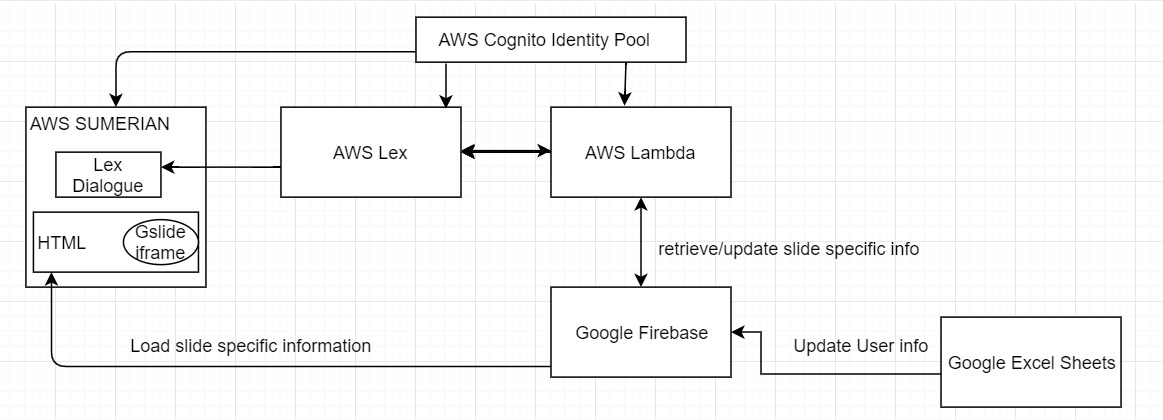 AWS Cognito Identity Pool
AWS SUMERIAN
Lex
Dialogue
HTML
Gslide
iframe
AWS Lex
AWS Lambda
retrieve/update slide specific info
Google Firebase
Load slide specific information
Update User info
Google Excel Sheets